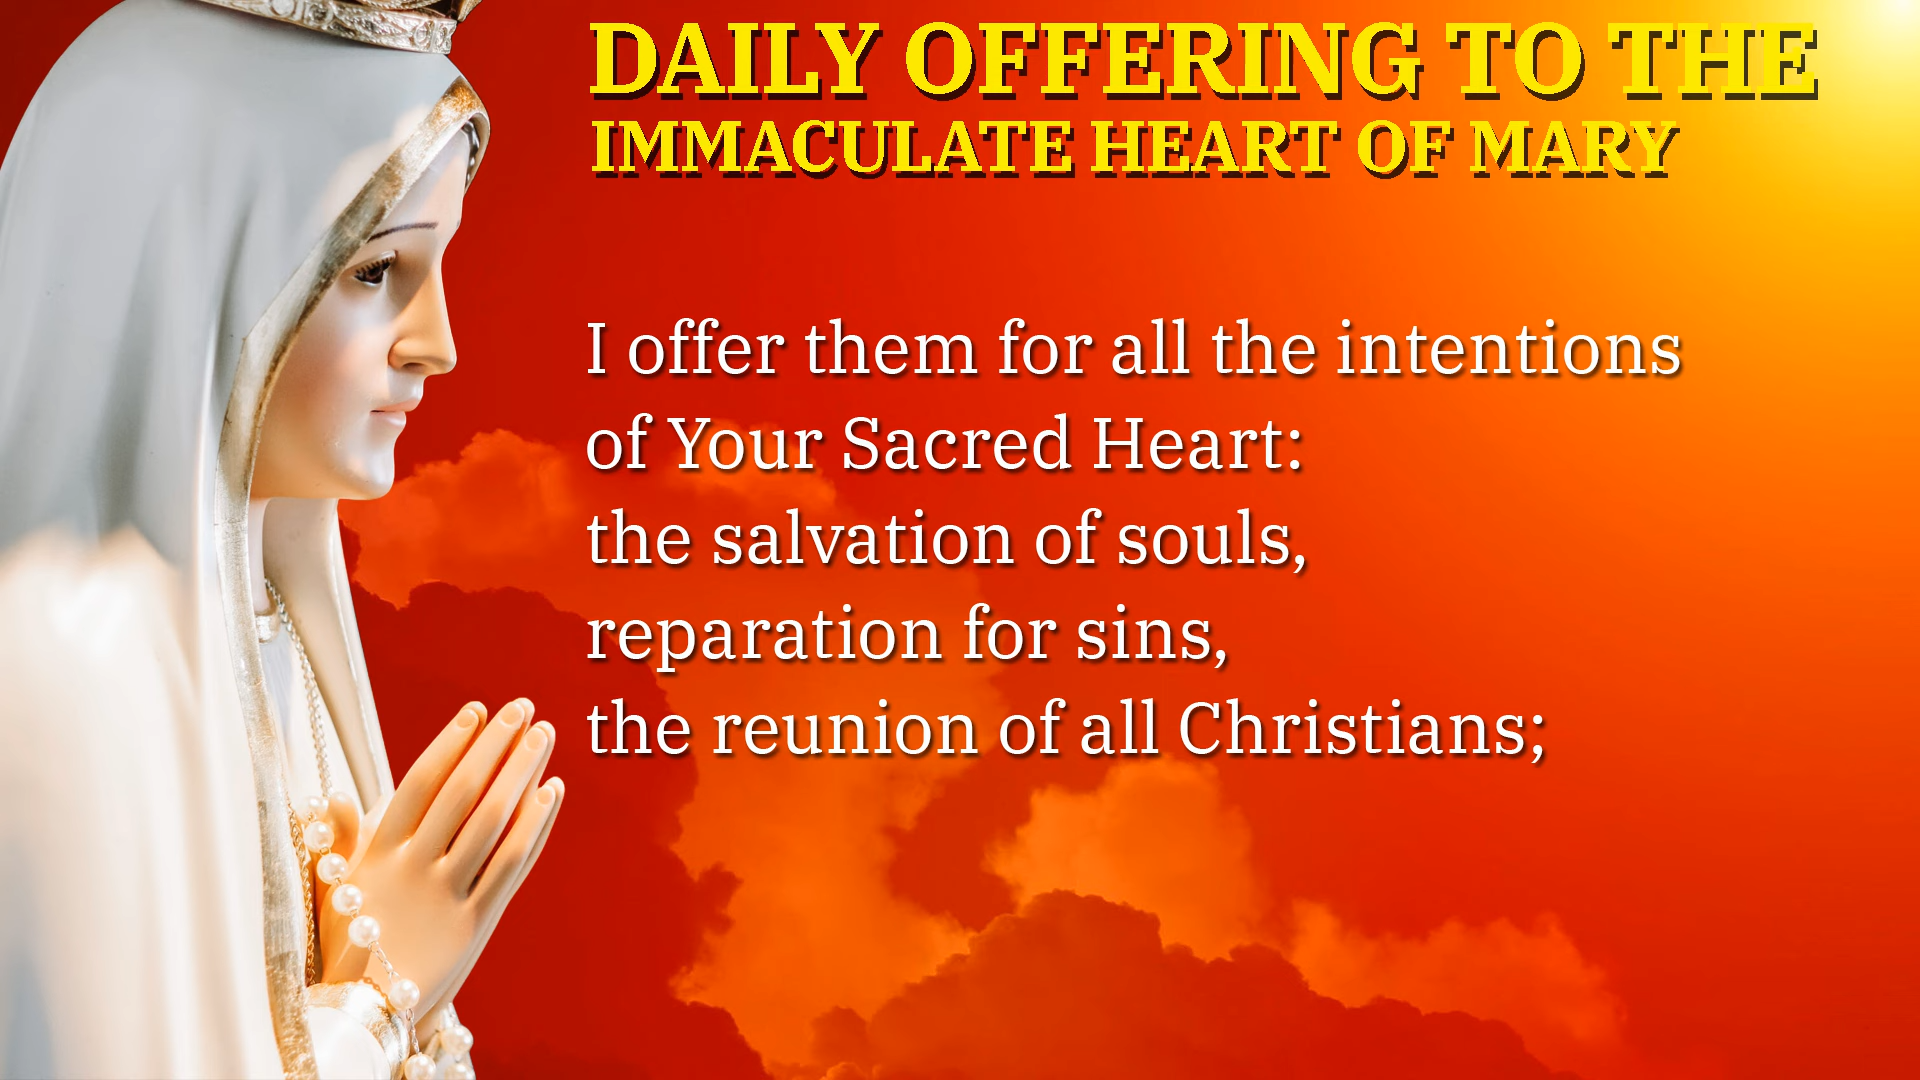 DAILY OFFERING TO THE
IMMACULATE HEART OF MARY
I offer them for all the intentions
of Your Sacred Heart:
the salvation of souls,
reparation for sins,
the reunion of all Christians;